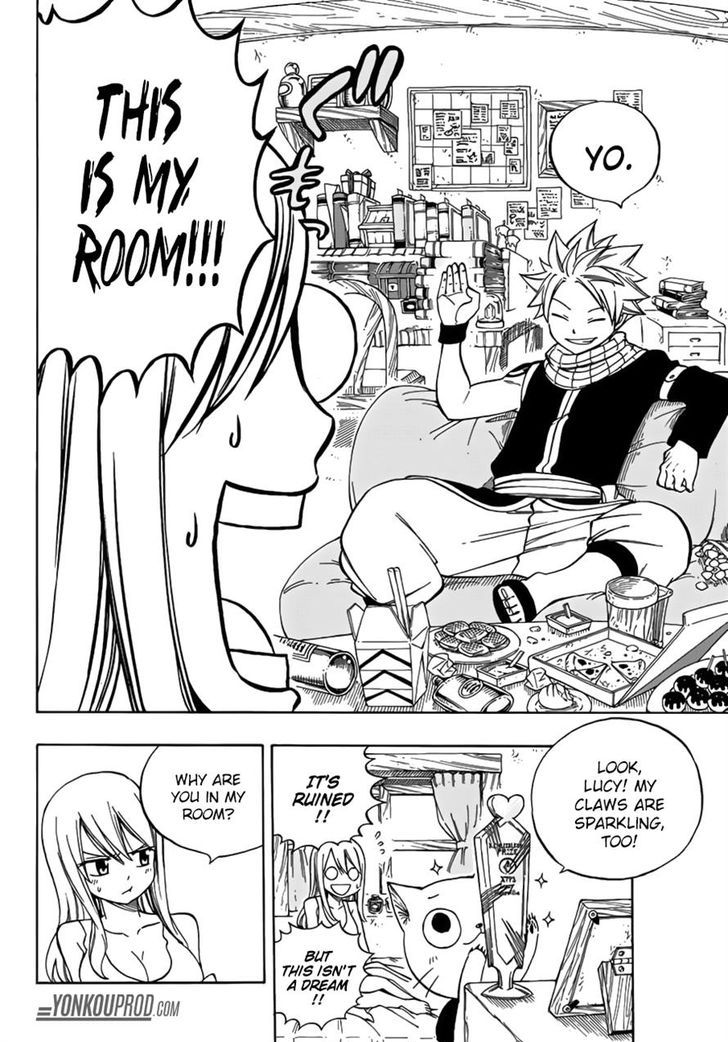 THIS
IS MY
ROOM!!!
YO.
WHY ARE
YOU IN MY
ROOM?
IT'S
RUINED
!!
BUT
THIS ISN'T
A DREAM
!!
LOOK,
LUCY! MY
CLAWS ARE
SPARKLING,
TOO!
YONKOUPROD.COM